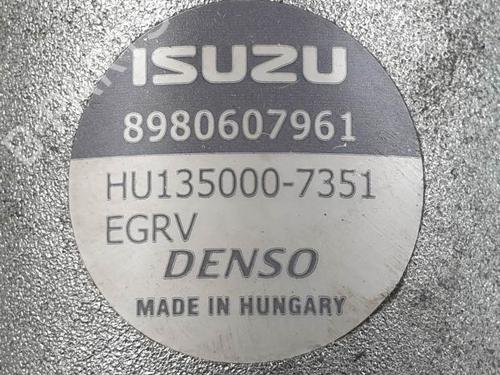 ISUZU
8980607961
HU135000-7351
EGRV
DENSO
MADE IN HUNGARY